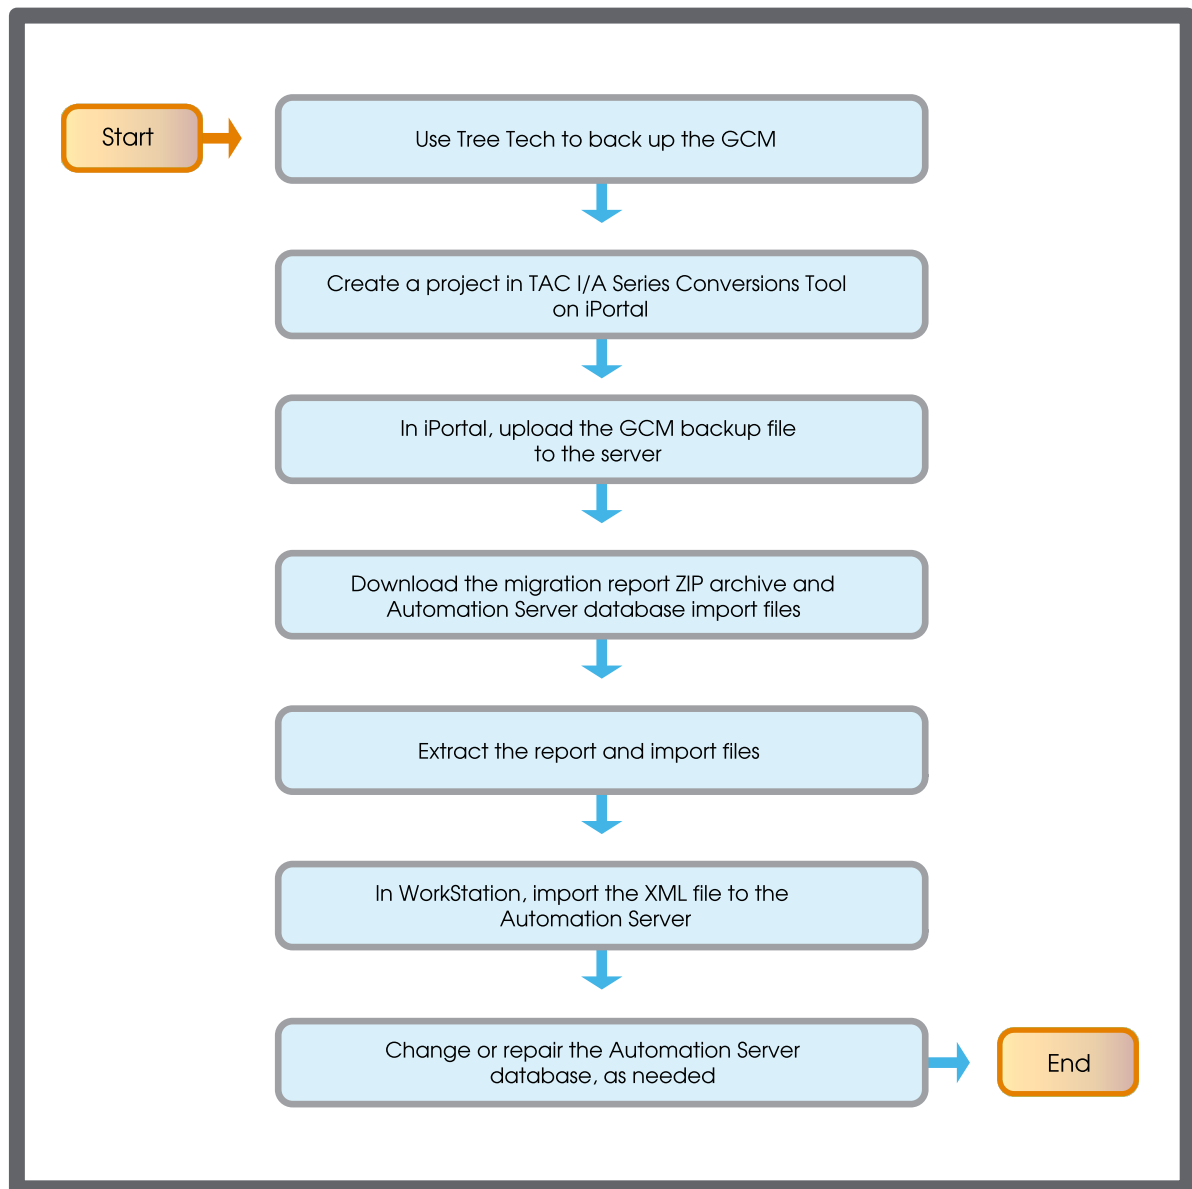 Start
Use Tree Tech to back up the GCM
Create a project in TAC I/A Series Conversions Tool
on iPortal
In iPortal, upload the GCM backup file
to the server
Download the migration report ZIP archive and
Automation Server database import files
Extract the report and import files
In WorkStation, import the XML file to the
Automation Server
Change or repair the Automation Server
database, as needed
End